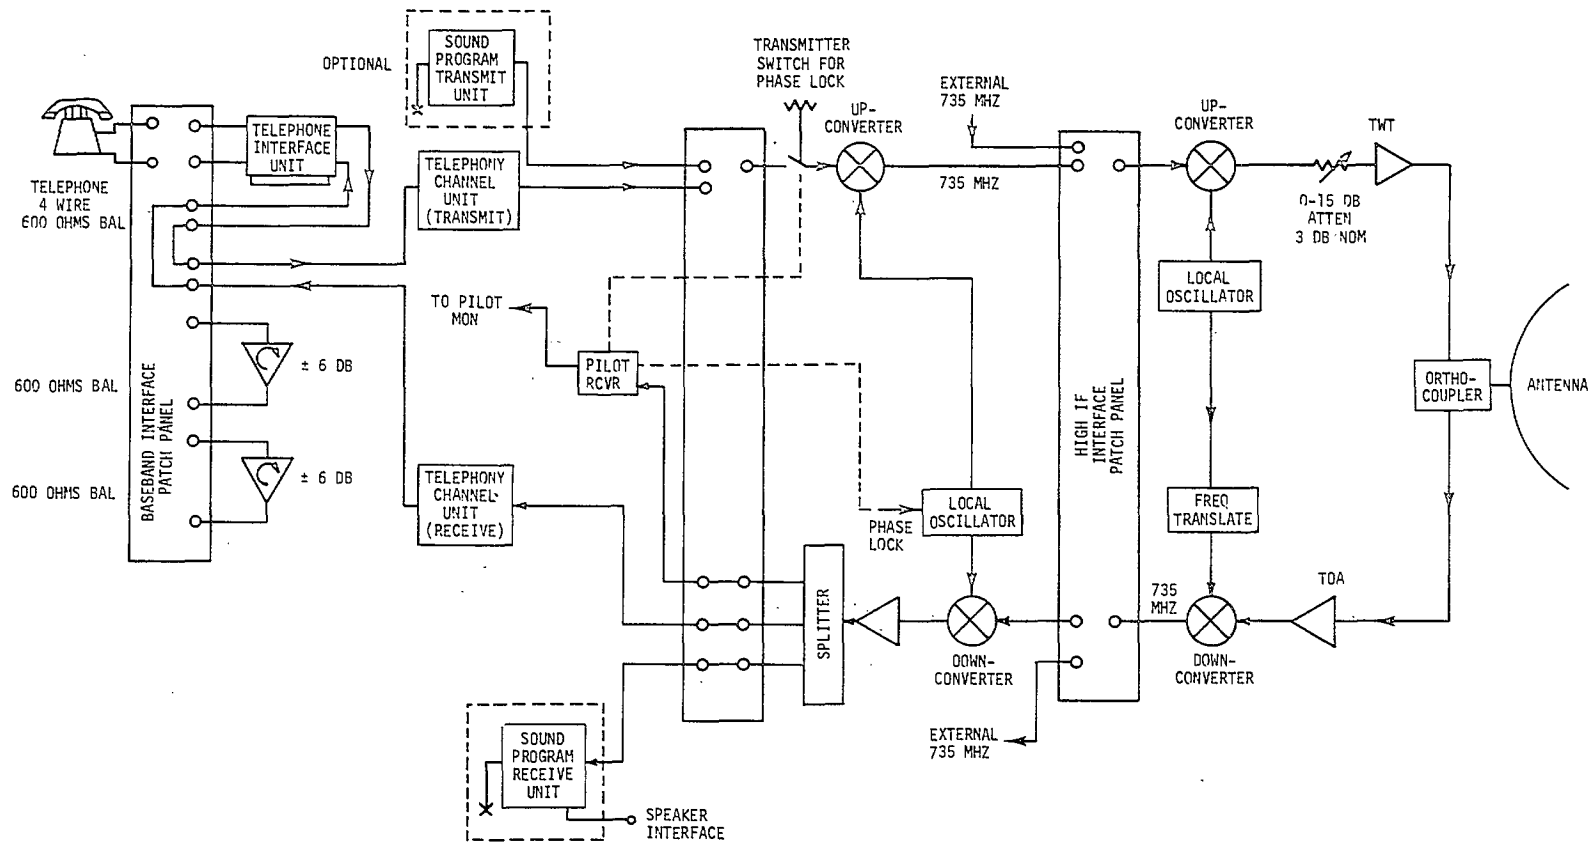 OPTIONAL
SOUND
PROGRAM
TRANSMIT
UNIT
TRANSMITTER
SWITCH FOR
PHASE LOCK
UP-
CONVERTER
EXTERNAL
735 MHZ
UP-
CONVERTER
TWT
TELEPHONE
INTERFACE
UNIT
TELEPHONY
CHANNEL
UNIT
(TRANSMIT)
735 MHZ
0-15 DB
ATTEN
3 DB NOM
TELEPHONE
4 WIRE
600 OHMS BAL
LOCAL
OSCILLATOR
TO PILOT
MON
PILOT
RCVR
± 6 DB
600 OHMS BAL
BASEBAND INTERFACE
PATCH PANEL
HIGH IF
INTERFACE
PATCH PANEL
ORTHO-
COUPLER
ANTENNA
± 6 DB
600 OHMS BAL
TELEPHONY
CHANNEL-
UNIT
(RECEIVE)
PHASE
LOCK
LOCAL
OSCILLATOR
FREQ
TRANSLATE
SPLITTER
735
MHZ
TDA
DOWN-
CONVERTER
DOWN-
CONVERTER
EXTERNAL
735 MHZ
SOUND
PROGRAM
RECEIVE
UNIT
SPEAKER
INTERFACE